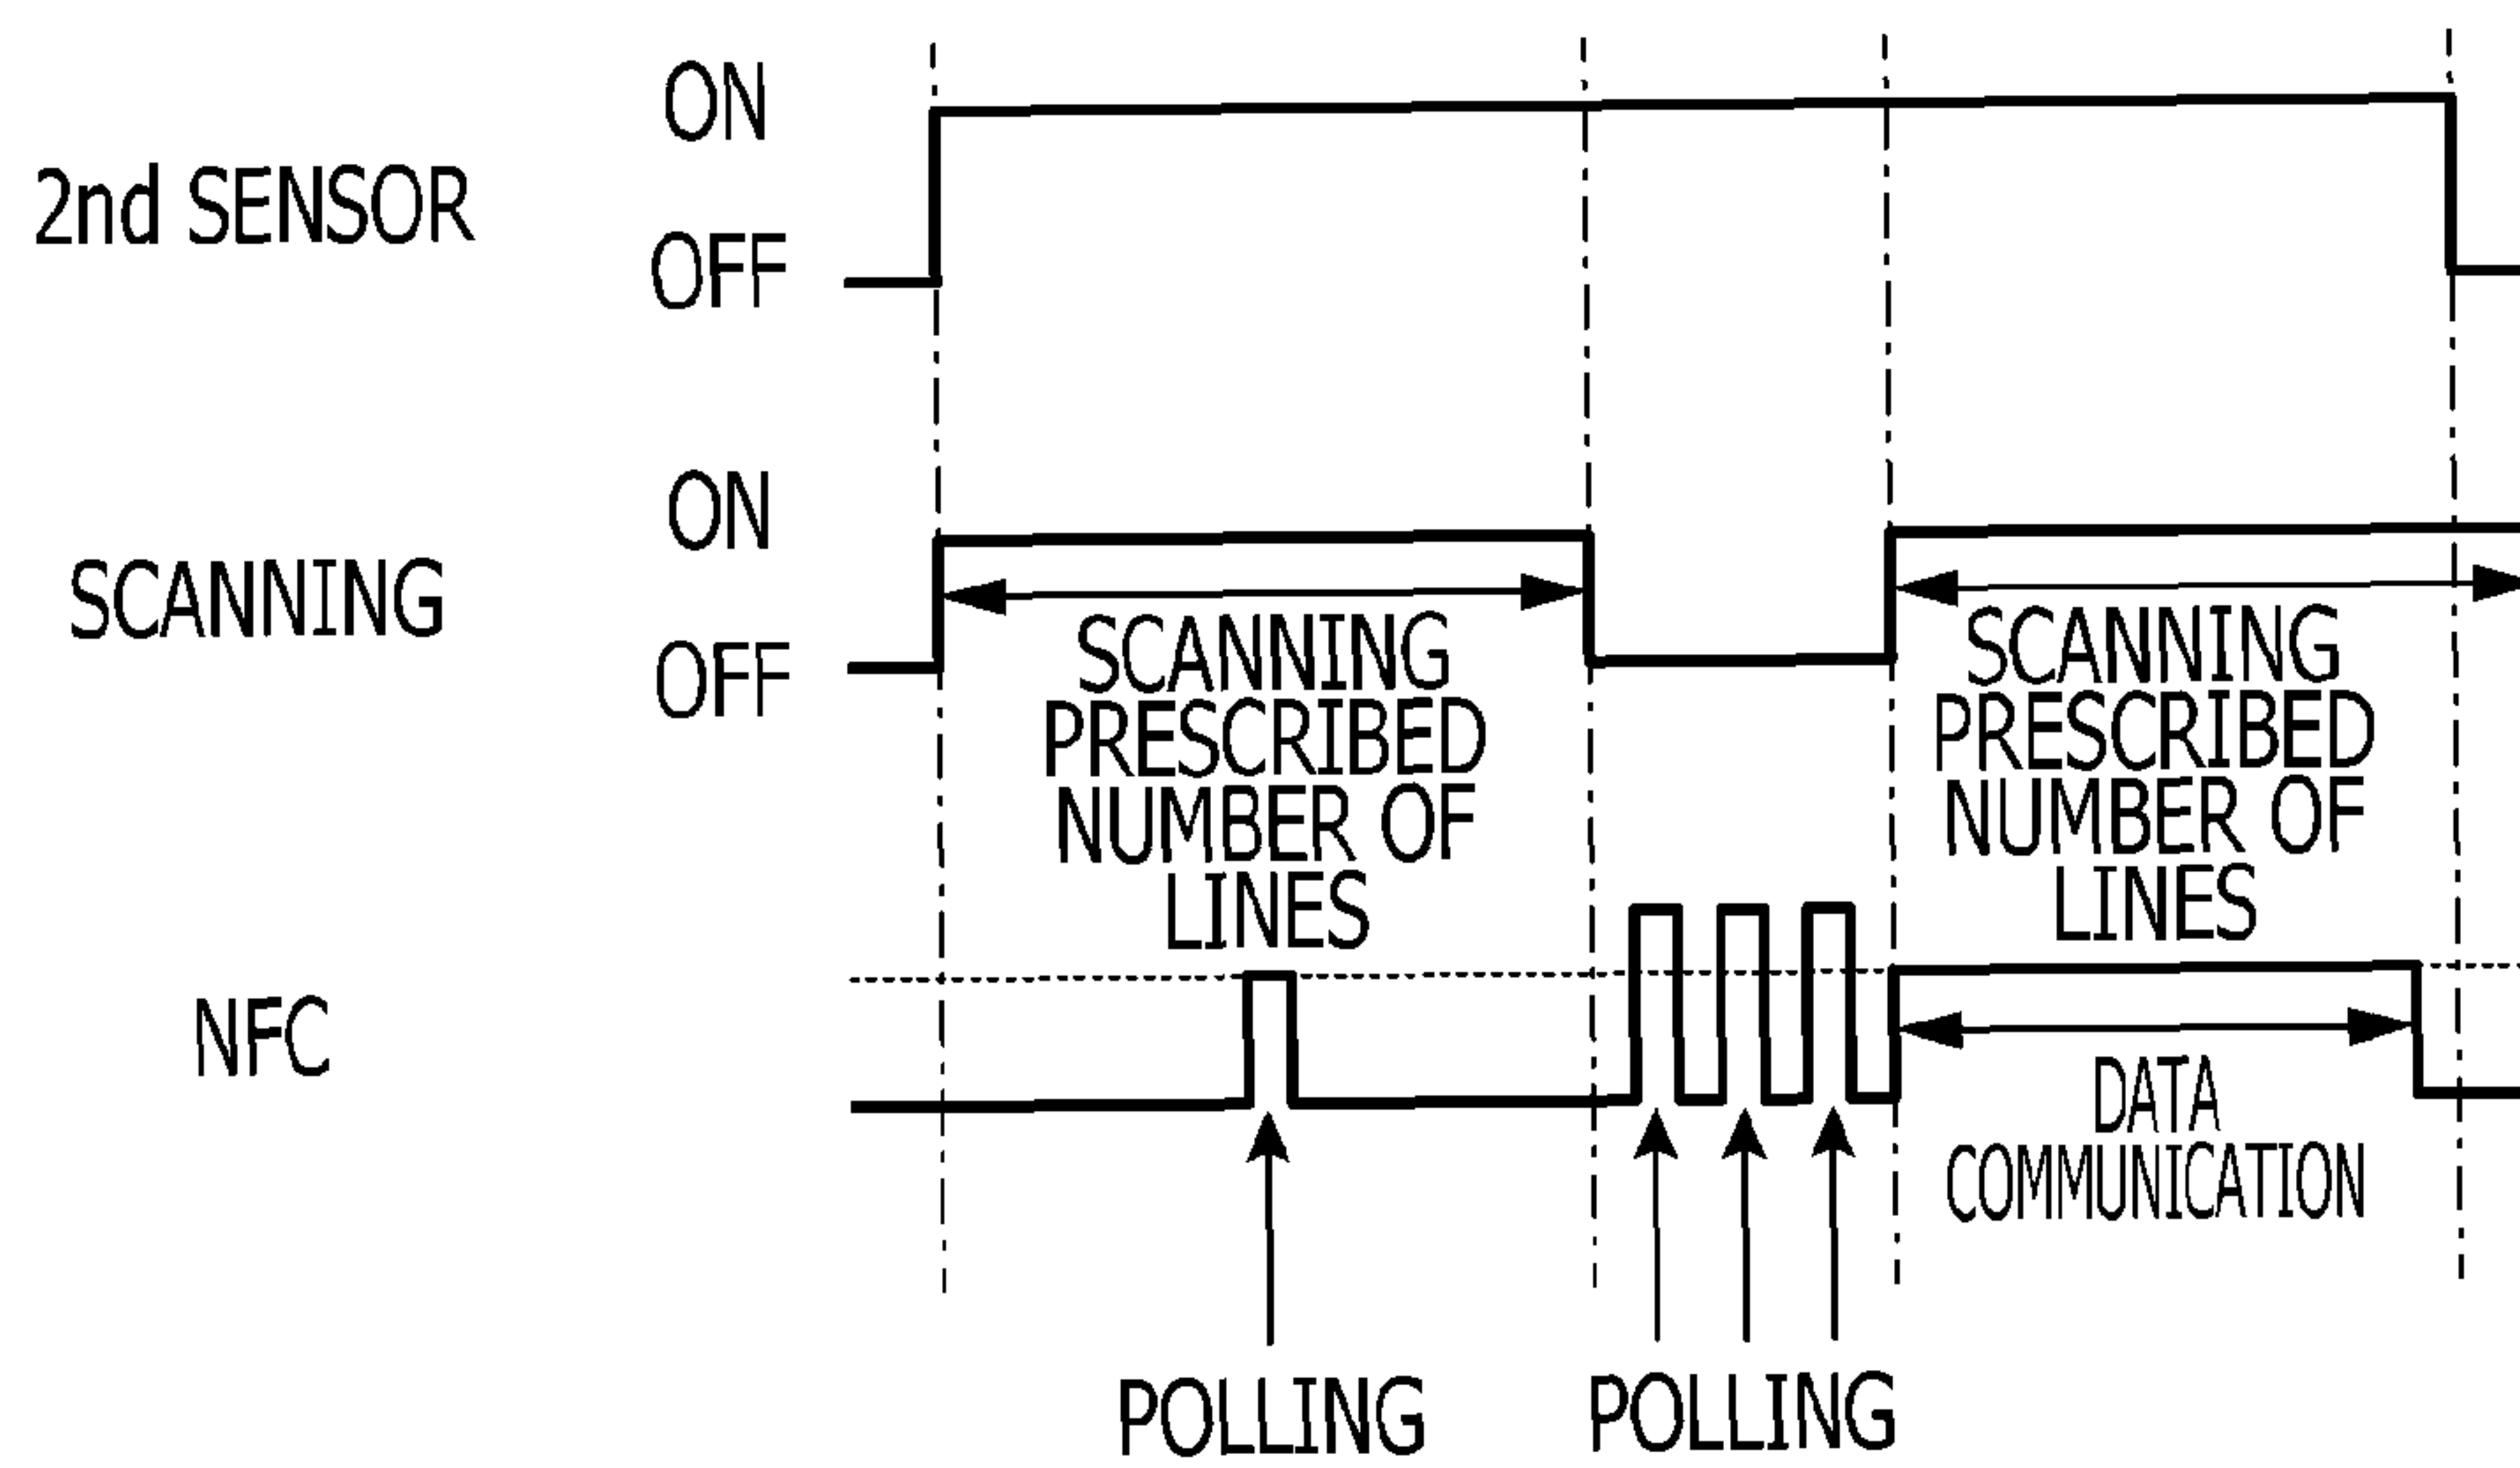 ON
2nd SENSOR
OFF
ON
SCANNING
OFF
SCANNING
PRESCRIBED
NUMBER OF
LINES
SCANNING
PRESCRIBED
NUMBER OF
LINES
NFC
DATA
COMMUNICATION
POLLING
POLLING